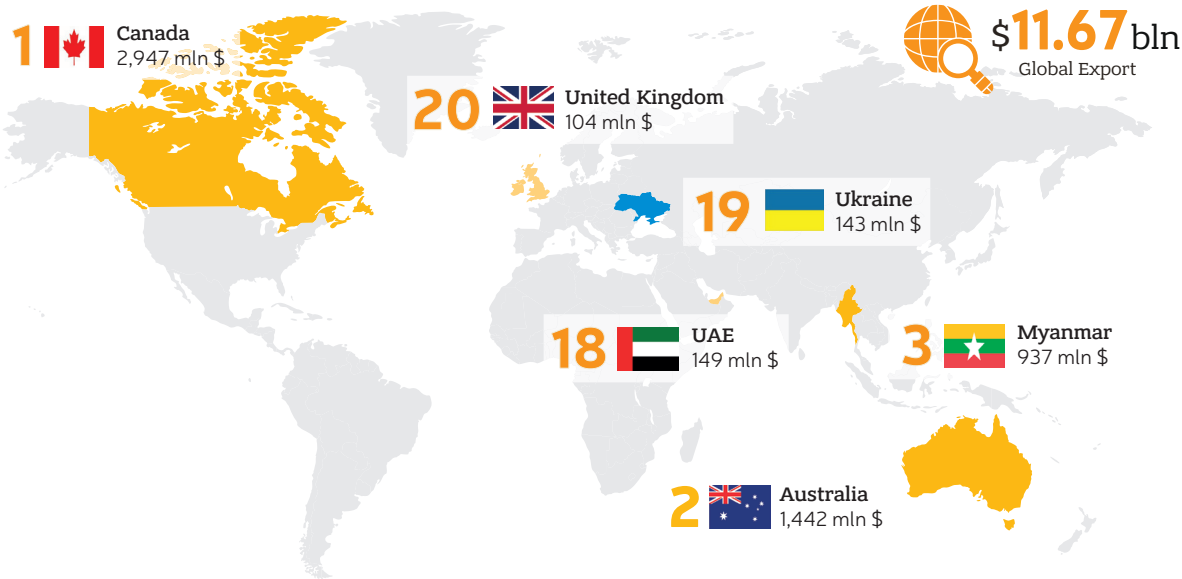 1
Canada
2,947 mln $
$11.67 bln
Global Export
20
United Kingdom
104 mln $
19
Ukraine
143 mln $
18
UAE
149 mln $
3
Myanmar
937 mln $
2
Australia
1,442 mln $